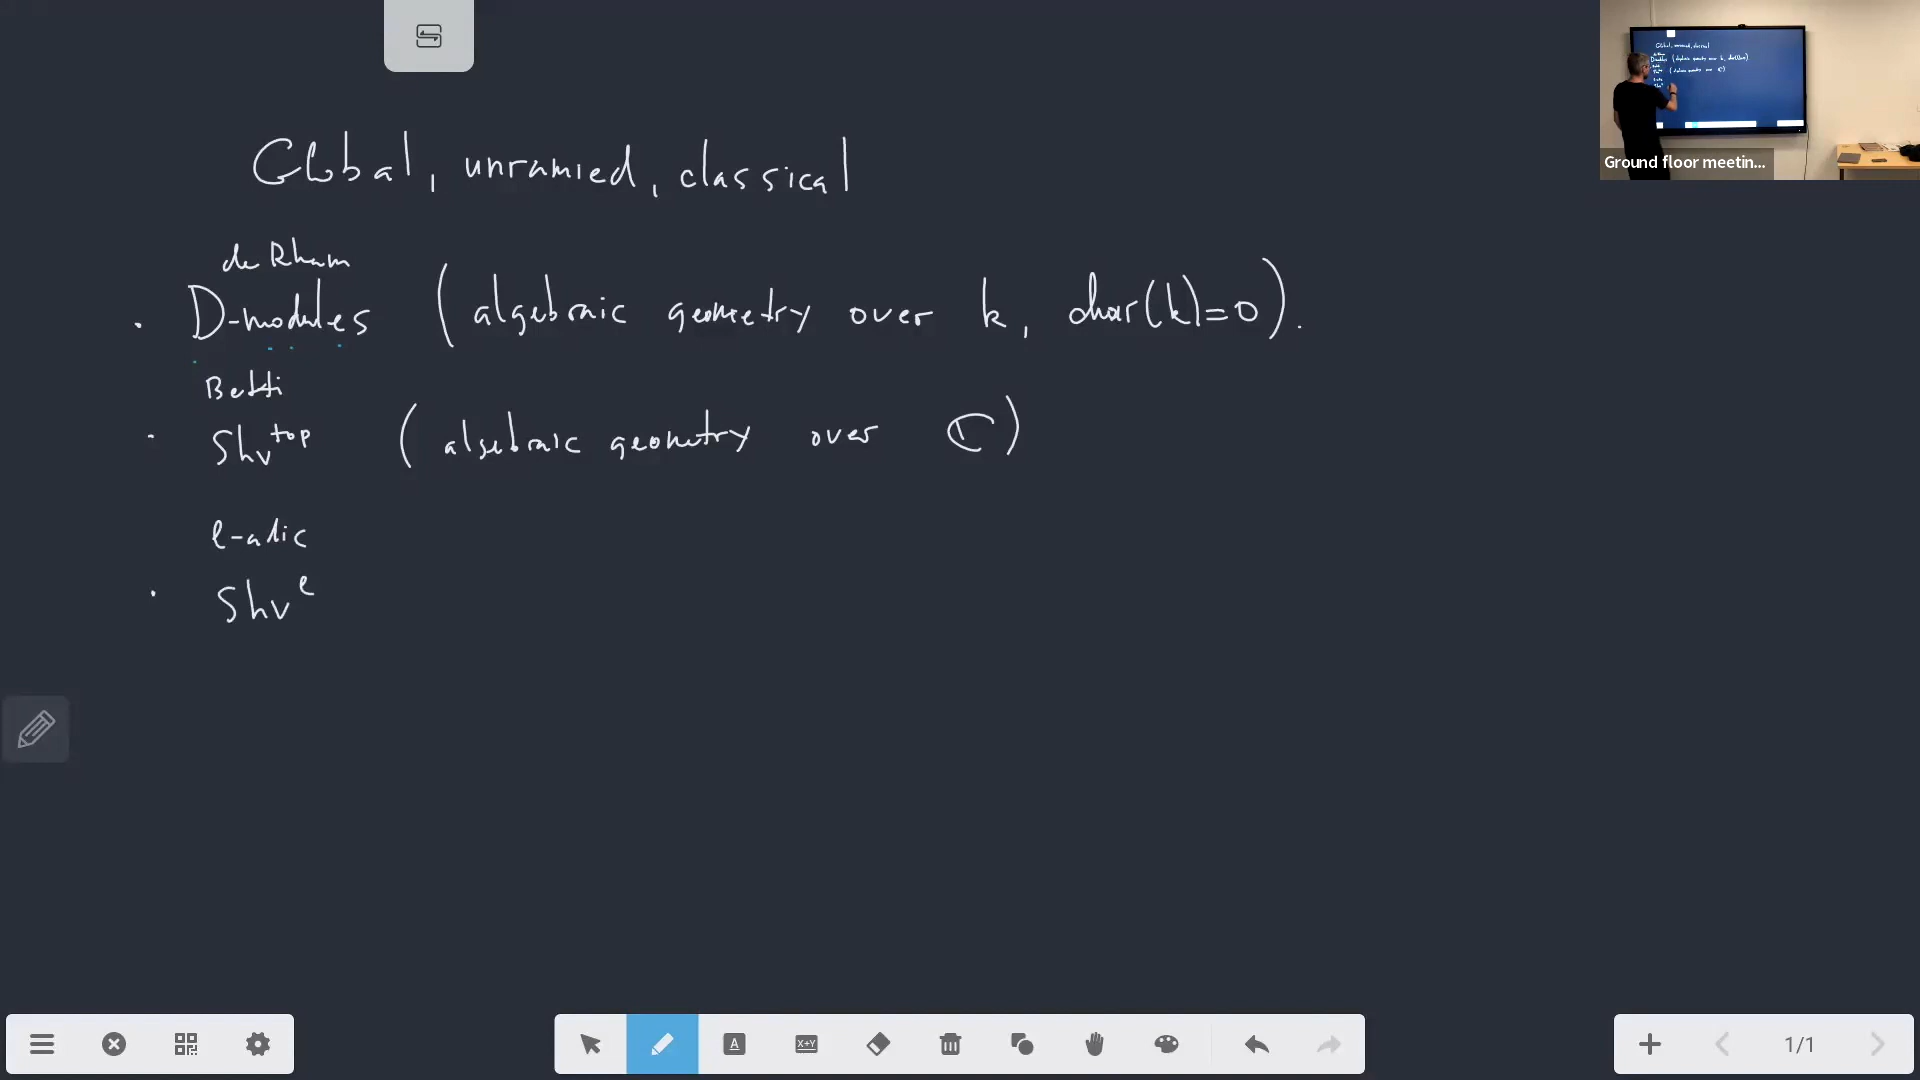 Global, unramied, classical
de Rham
· D-modules (algebraic geometry over k, char(k)=0).
Betti
· Shv^top (algebraic geometry over ℂ)
l-adic
· Shv^l
Ground floor meetin...
A
X+Y
1/1